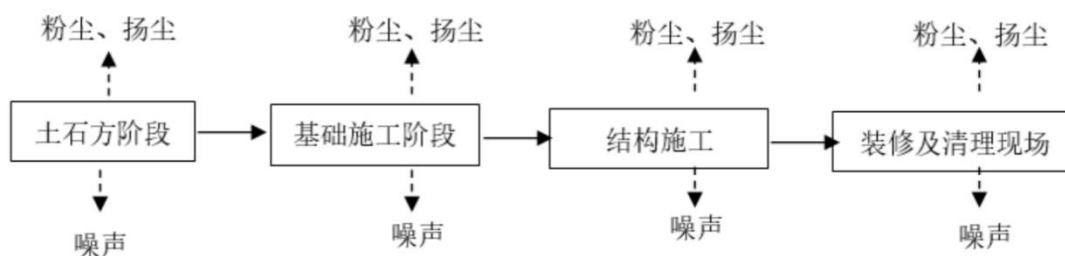 粉尘、扬尘
粉尘、扬尘
粉尘、扬尘
粉尘、扬尘
土石方阶段
基础施工阶段
结构施工
装修及清理现场
噪声
噪声
噪声
噪声